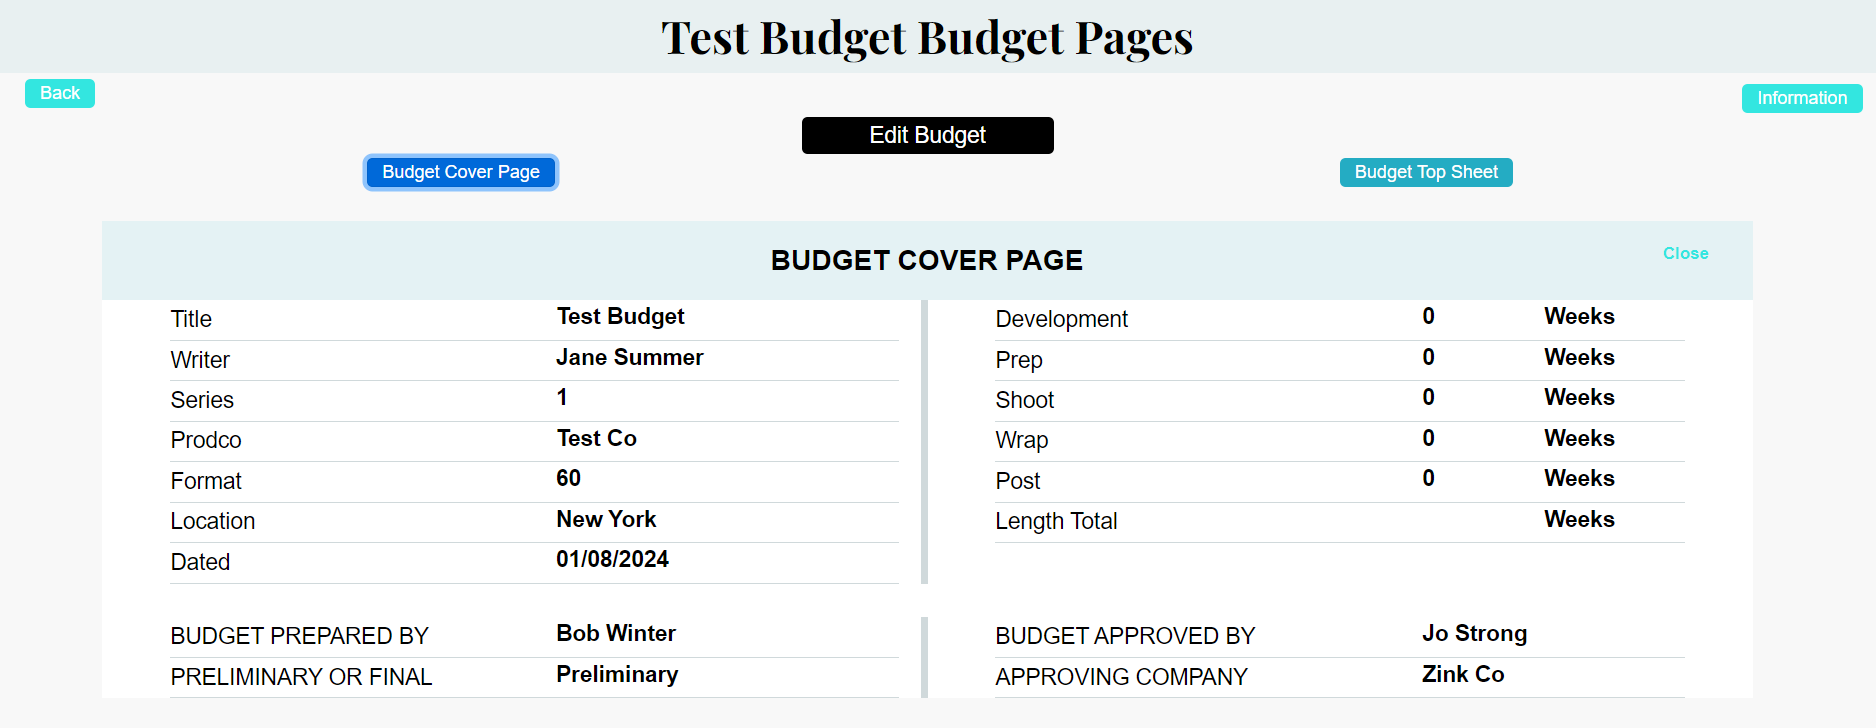 Test Budget Budget Pages
Back
Information
Edit Budget
Budget Cover Page
Budget Top Sheet
BUDGET COVER PAGE
Close
Title Test Budget
Writer Jane Summer
Series 1
Prodco Test Co
Format 60
Location New York
Dated 01/08/2024
Development 0 Weeks
Prep 0 Weeks
Shoot 0 Weeks
Wrap 0 Weeks
Post 0 Weeks
Length Total Weeks
BUDGET PREPARED BY Bob Winter
PRELIMINARY OR FINAL Preliminary
BUDGET APPROVED BY Jo Strong
APPROVING COMPANY Zink Co